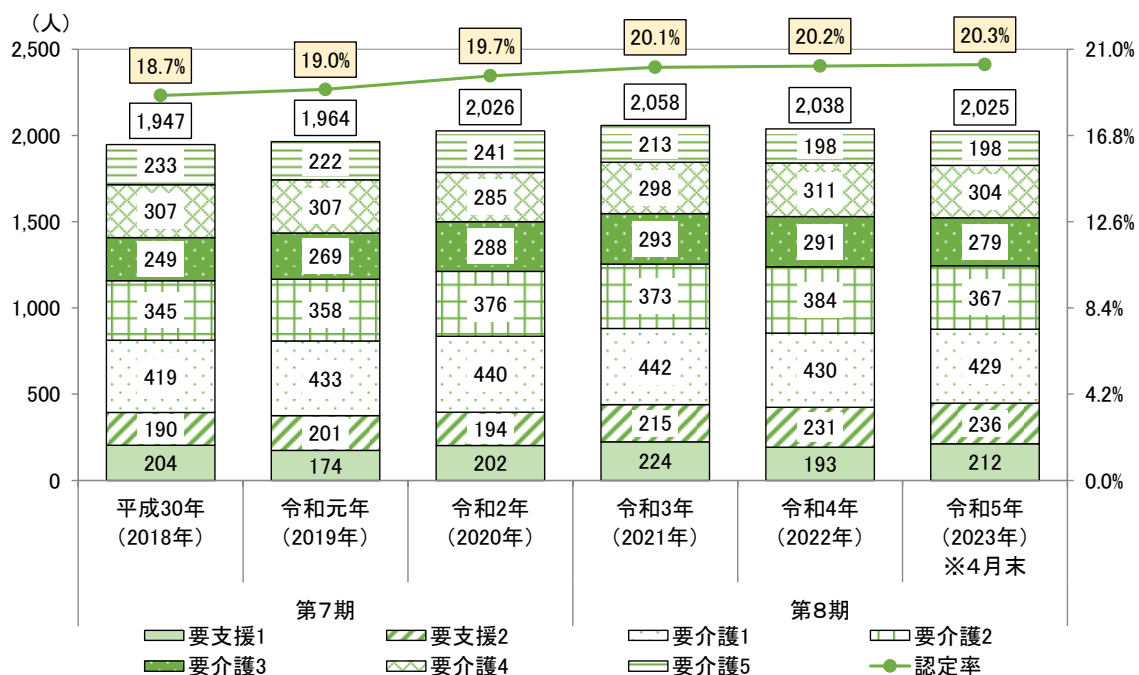 (人)
2,500
2,000
1,500
1,000
500
0
21.0%
16.8%
12.6%
8.4%
4.2%
0.0%
18.7% 19.0% 19.7% 20.1% 20.2% 20.3%
1,947 1,964 2,026 2,058 2,038 2,025
233 222 241 213 198 198
307 307 285 298 311 304
249 269 288 293 291 279
345 358 376 373 384 367
419 433 440 442 430 429
190 201 194 215 231 236
204 174 202 224 193 212
平成30年 令和元年 令和2年 令和3年 令和4年 令和5年
(2018年) (2019年) (2020年) (2021年) (2022年) (2023年)
※4月末
第7期 第8期
要支援1 要支援2 要介護1 要介護2
要介護3 要介護4 要介護5 認定率